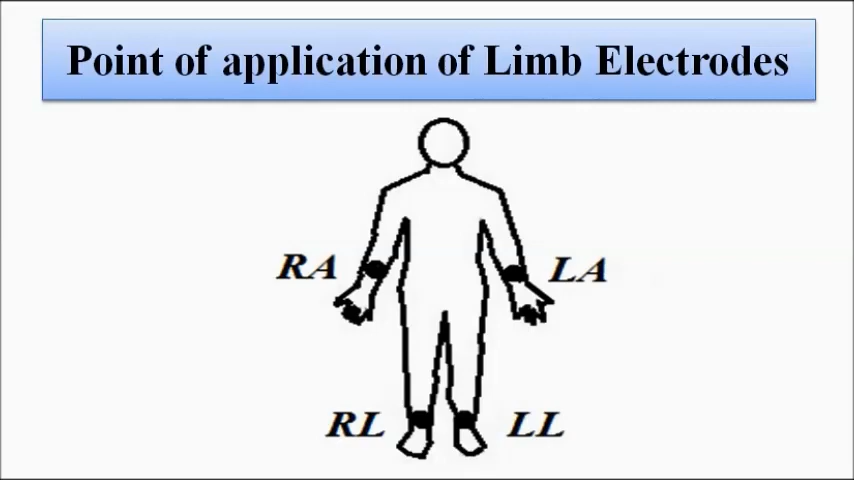 Point of application of Limb Electrodes
RA
LA
RL
LL